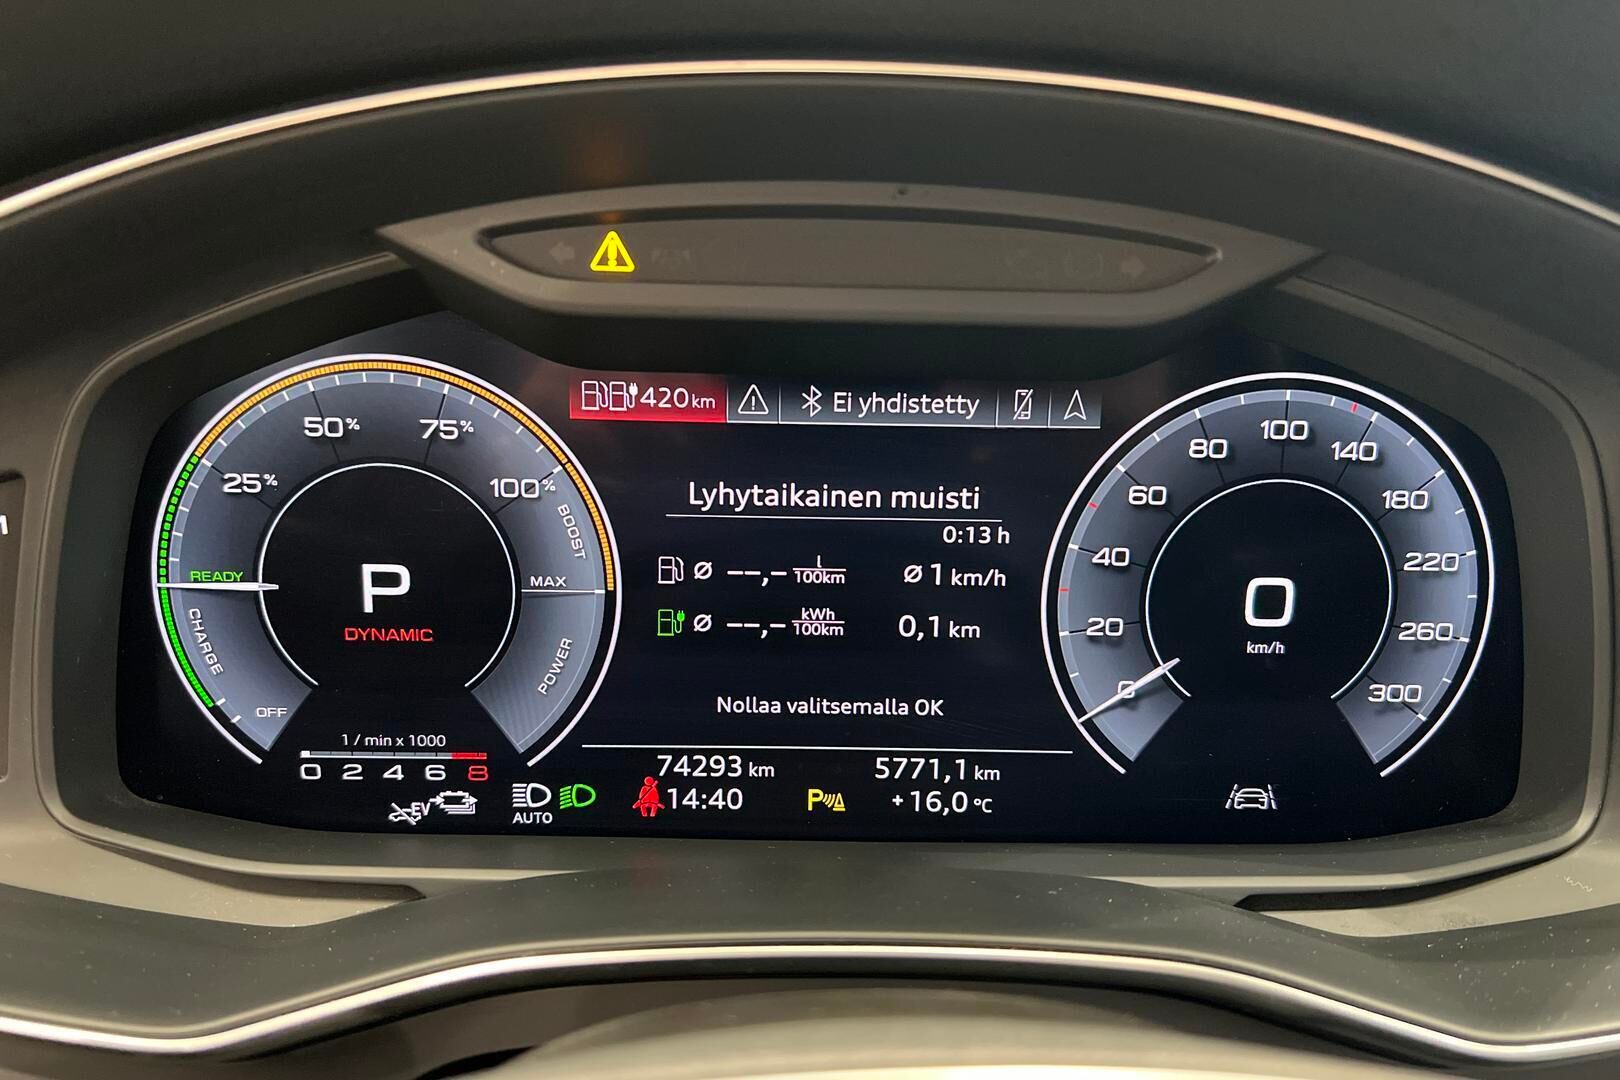 420 km
Ei yhdistetty
Lyhytaikainen muisti
0:13 h
Ø --,- L/100km Ø 1 km/h
Ø --,- kWh/100km 0,1 km
Nollaa valitsemalla OK
74293 km 5771,1 km
14:40 +16,0 °C
25%
50%
75%
100%
BOOST
MAX
POWER
READY
CHARGE
OFF
P
DYNAMIC
1 / min x 1000
0 2 4 6 8
EV
AUTO
P
0
20
40
60
80
100
140
180
220
260
300
0
km/h